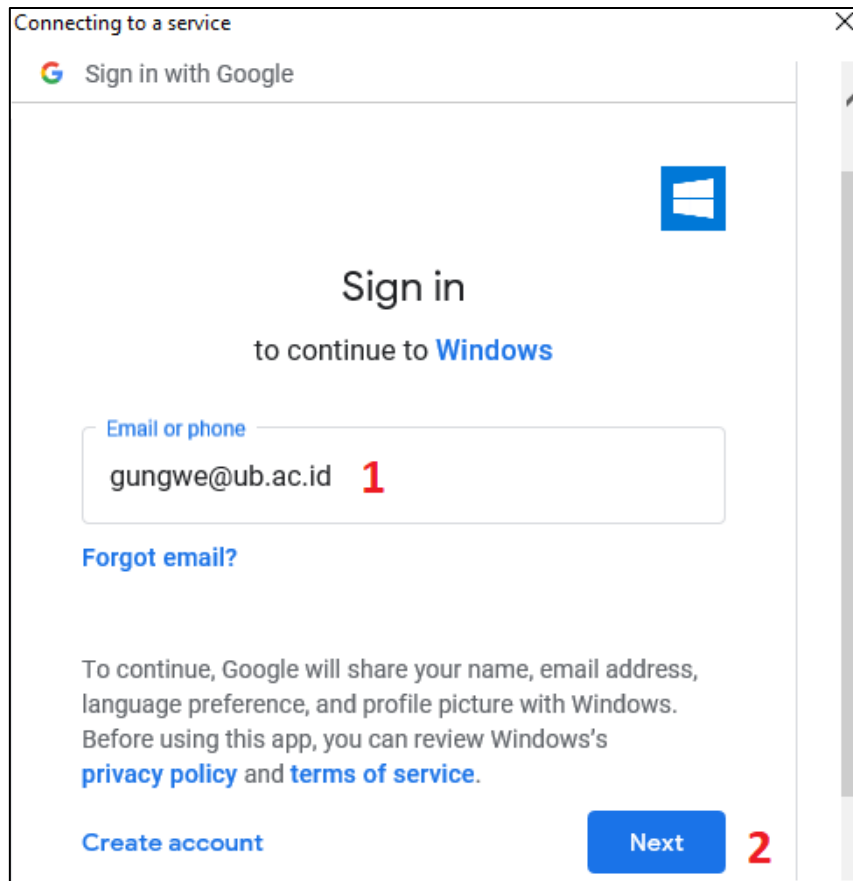 Connecting to a service
Sign in with Google
Sign in
to continue to Windows
Email or phone
gungwe@ub.ac.id 1
Forgot email?
To continue, Google will share your name, email address,
language preference, and profile picture with Windows.
Before using this app, you can review Windows's
privacy policy and terms of service.
Create account Next 2